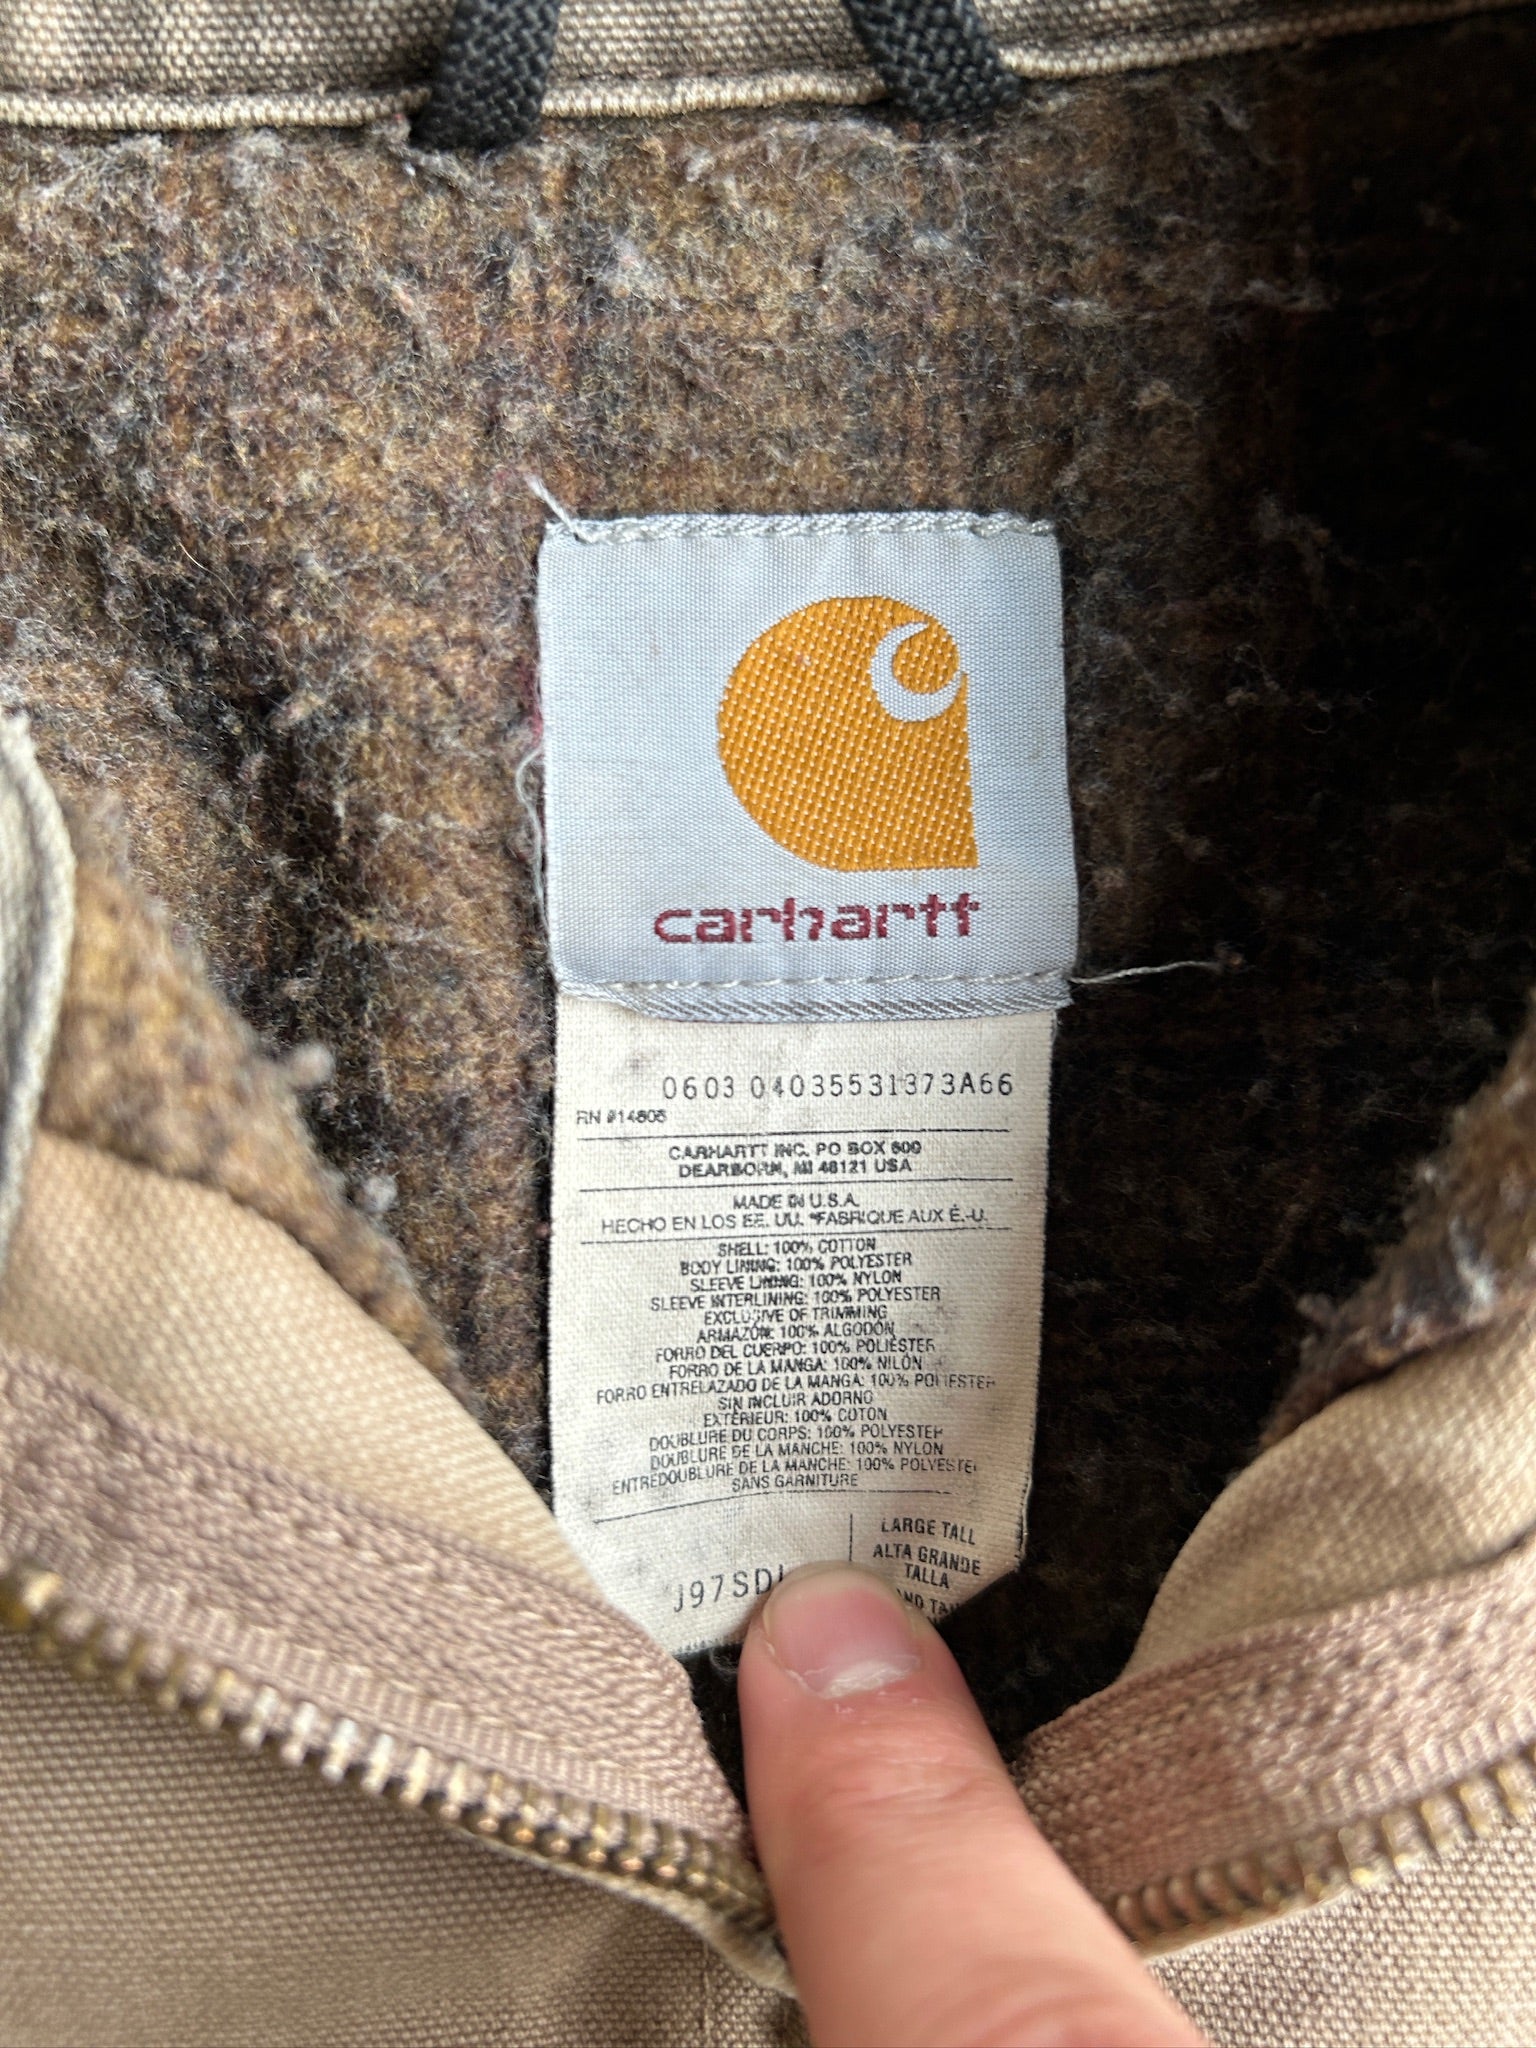 carhartt
0603 04035531373A66
RN #14806
CARHARTT INC. PO BOX 600
DEARBORN, MI 48121 USA
MADE IN U.S.A.
HECHO EN LOS EE. UU. *FABRIQUE AUX É.-U.
SHELL: 100% COTTON
BODY LINING: 100% POLYESTER
SLEEVE LINING: 100% NYLON
SLEEVE INTERLINING: 100% POLYESTER
EXCLUSIVE OF TRIMMING
ARMAZÓN: 100% ALGODÓN
FORRO DEL CUERPO: 100% POLIÉSTER
FORRO DE LA MANGA: 100% NILÓN
FORRO ENTRELAZADO DE LA MANGA: 100% POLIESTER
SIN INCLUIR ADORNO
EXTÉRIEUR: 100% COTON
DOUBLURE DU CORPS: 100% POLYESTER
DOUBLURE DE LA MANCHE: 100% NYLON
ENTREDOUBLURE DE LA MANCHE: 100% POLYESTER
SANS GARNITURE
LARGE TALL
ALTA GRANDE
TALLA
J97SD